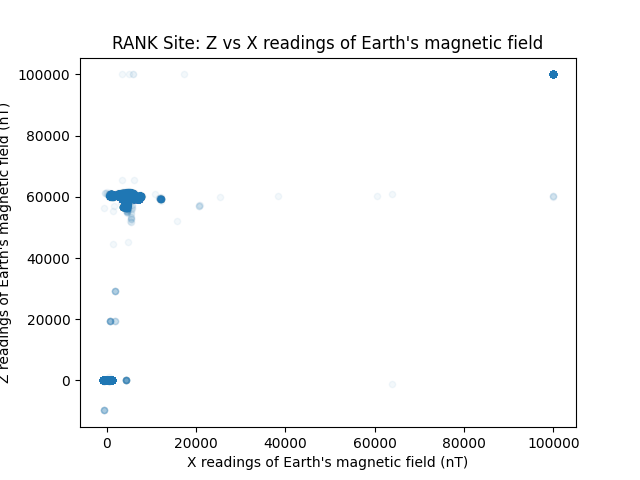 RANK Site: Z vs X readings of Earth's magnetic field
Z readings of Earth's magnetic field (nT)
100000
80000
60000
40000
20000
0
0 20000 40000 60000 80000 100000
X readings of Earth's magnetic field (nT)